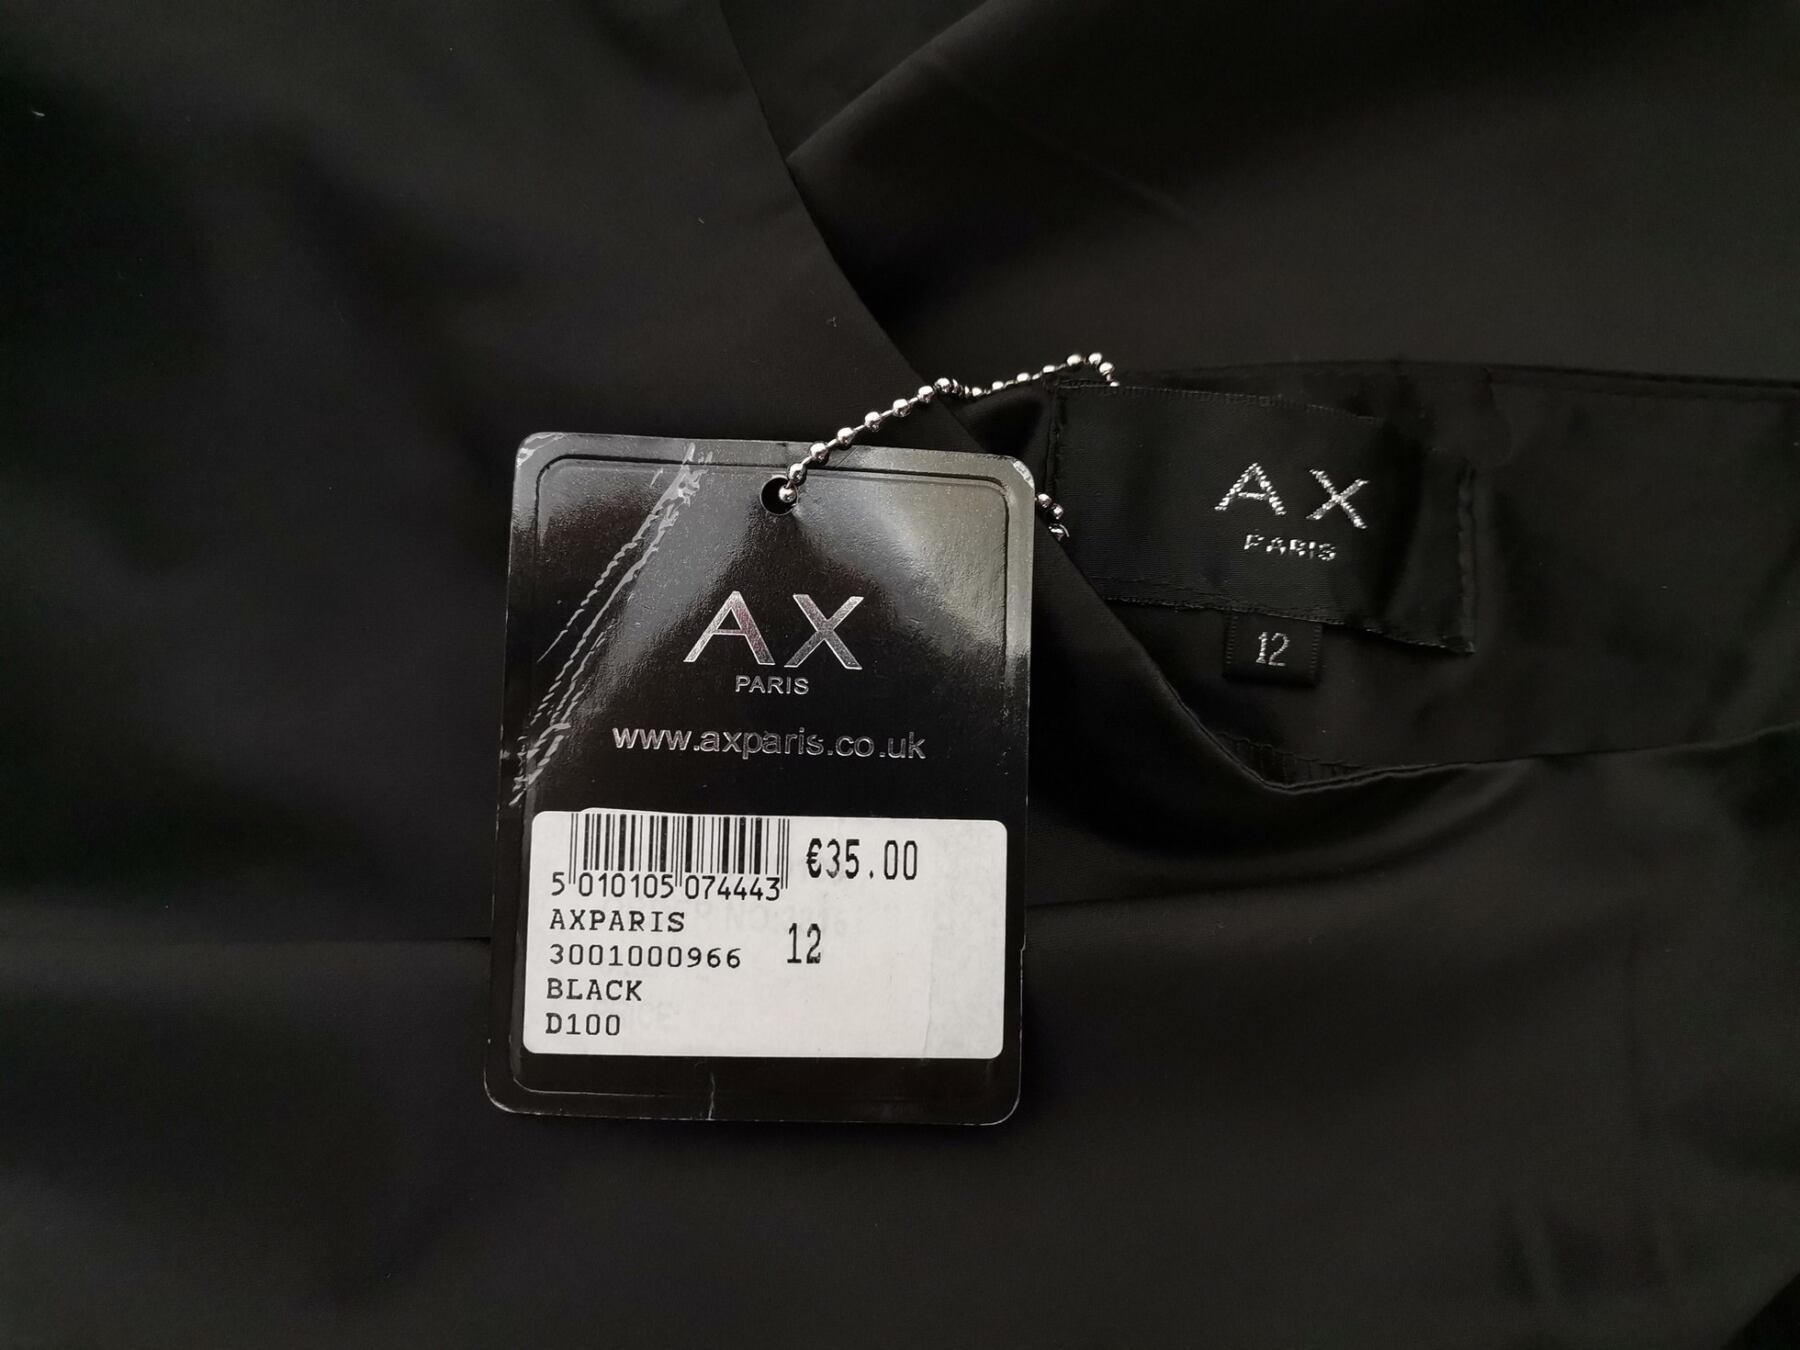 AX
PARIS
www.axparis.co.uk
5 010105 074443
€35.00
AXPARIS
3001000966
12
BLACK
D100
AX
PARIS
12